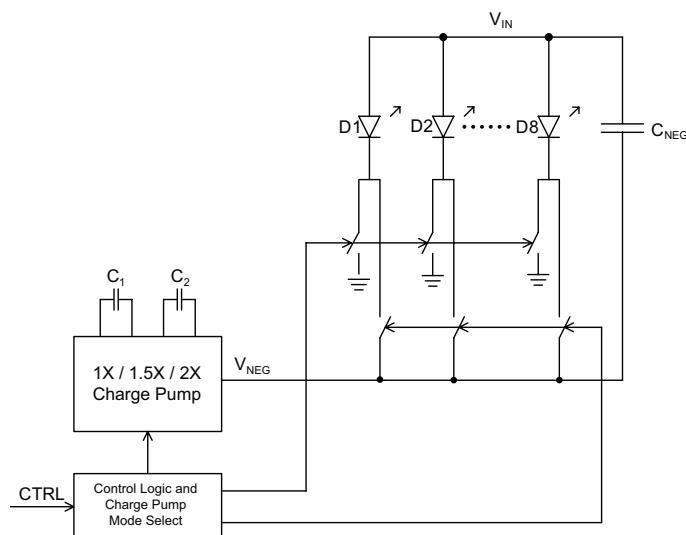 V_IN
D1
D2
D8
C_NEG
C_1
C_2
1X / 1.5X / 2X
Charge Pump
V_NEG
CTRL
Control Logic and
Charge Pump
Mode Select